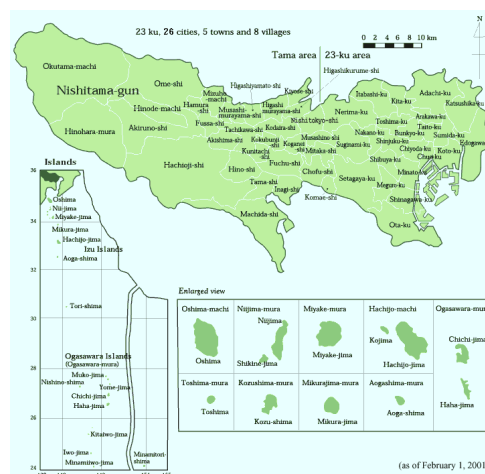 23 ku, 26 cities, 5 towns and 8 villages
Tama area
23-ku area
0 2 4 6 8 10 km
N
Okutama-machi
Nishitama-gun
Ome-shi
Hinode-machi
Hinohara-mura
Akiruno-shi
Mizuho
-machi
Hamura
-shi
Fussa-shi
Musashi-
murayama-shi
Higashiyamato-shi
Higashi
murayama-shi
Kiyose-shi
Higashikurume-shi
Nishi tokyo-shi
Tachikawa-shi
Kodaira-shi
Akishima-shi
Kokubunji
-shi
Koganei
-shi
Musashino-shi
Mitaka-shi
Kunitachi
-shi
Fuchu-shi
Chofu-shi
Hachioji-shi
Hino-shi
Tama-shi
Inagi-shi
Komae-shi
Machida-shi
Itabashi-ku
Kita-ku
Adachi-ku
Katsushika-ku
Nerima-ku
Toshima-ku
Arakawa-ku
Taito-ku
Nakano-ku
Bunkyo-ku
Sumida-ku
Edogawa
Suginami-ku
Shinjuku-ku
Chiyoda-ku
Koto-ku
Chuo-ku
Shibuya-ku
Minato-ku
Setagaya-ku
Meguro-ku
Shinagawa-ku
Ota-ku
Islands
36
34
32
30
28
26
24
Oshima
Niijima
Miyake-jima
Mikura-jima
Hachijo-jima
Izu Islands
Aoga-shima
Tori-shima
Ogasawara Islands
(Ogasawara-mura)
Muko-jima
Nishino-shima
Yome-jima
Chichi-jima
Haha-jima
Kitaiwo-jima
Iwo-jima
Minamiiwo-jima
Minamitori-
shima
Enlarged view
Oshima-machi
Oshima
Niijima-mura
Niijima
Shikine-jima
Miyake-mura
Miyake-jima
Hachijo-machi
Kojima
Hachijo-jima
Ogasawara-mura
Chichi-jima
Haha-jima
Toshima-mura
Toshima
Kozushima-mura
Kozu-shima
Mikurajima-mura
Mikura-jima
Aogashima-mura
Aoga-shima
(as of February 1, 2001